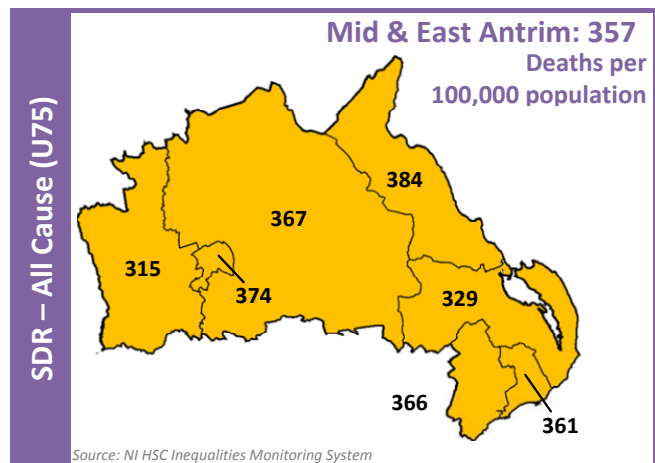 SDR – All Cause (U75)
Mid & East Antrim: 357
Deaths per
100,000 population
384
367
315
374
329
366
361
Source: NI HSC Inequalities Monitoring System